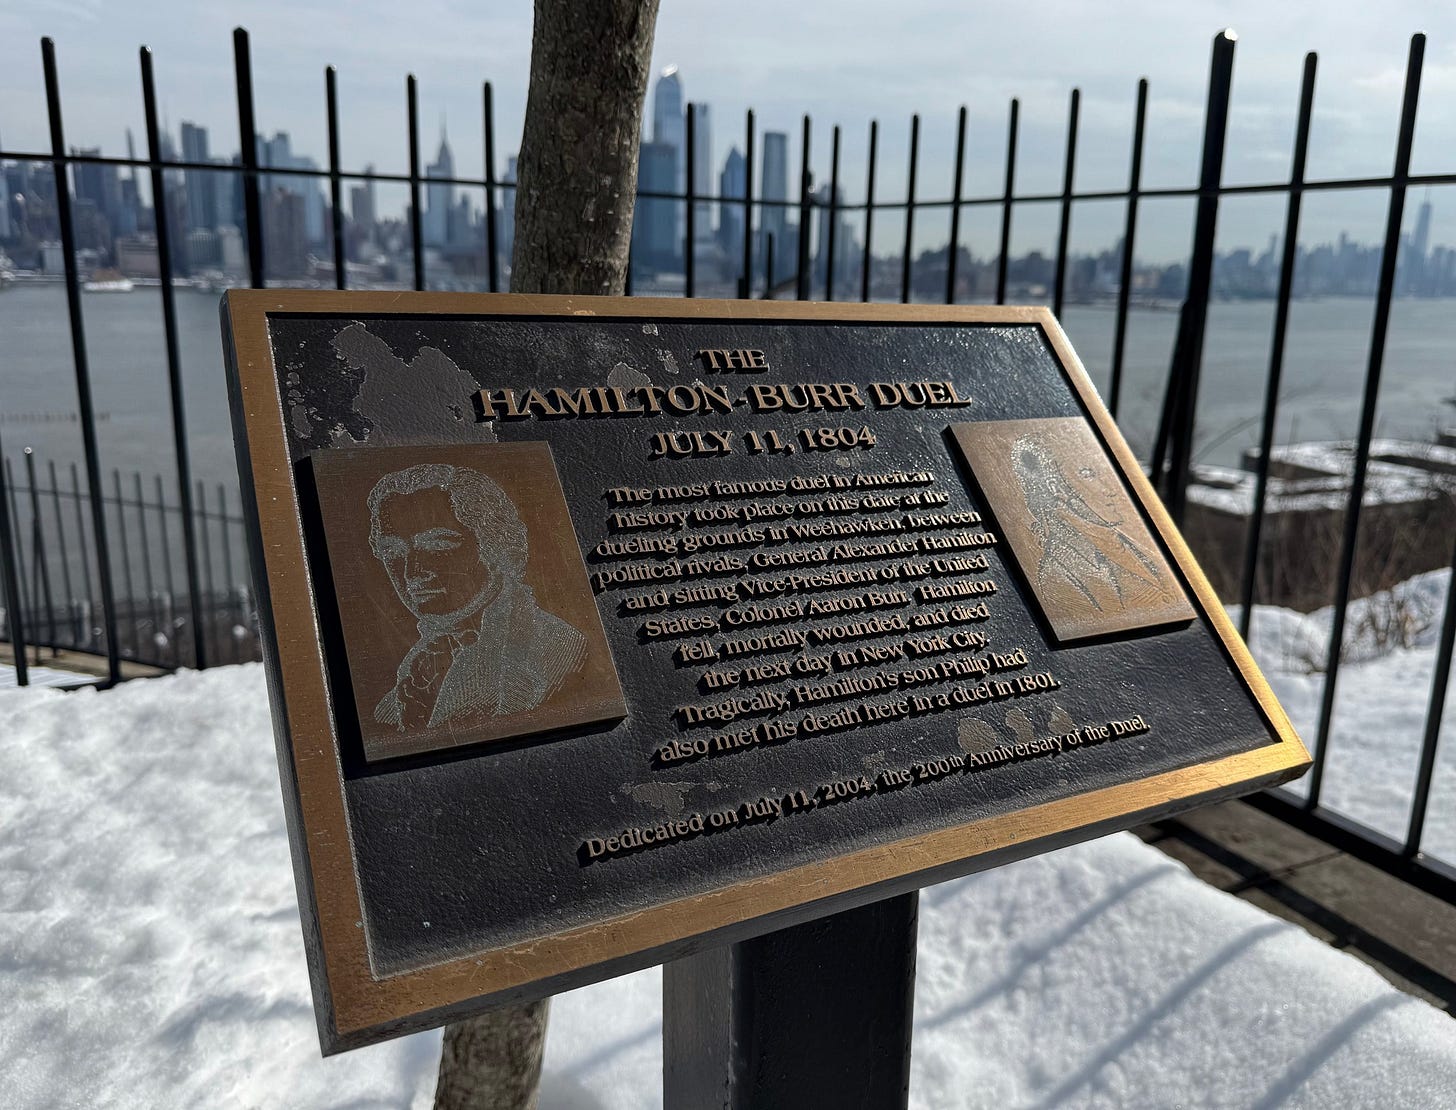 THE
HAMILTON-BURR DUEL
JULY 11, 1804
The most famous duel in American
history took place on this date at the
dueling grounds in Weehawken, between
political rivals, General Alexander Hamilton
and sitting Vice-President of the United
States, Colonel Aaron Burr. Hamilton
fell, mortally wounded, and died
the next day in New York City.
Tragically, Hamilton's son Philip had
also met his death here in a duel in 1801.
Dedicated on July 11, 2004, the 200th Anniversary of the Duel.